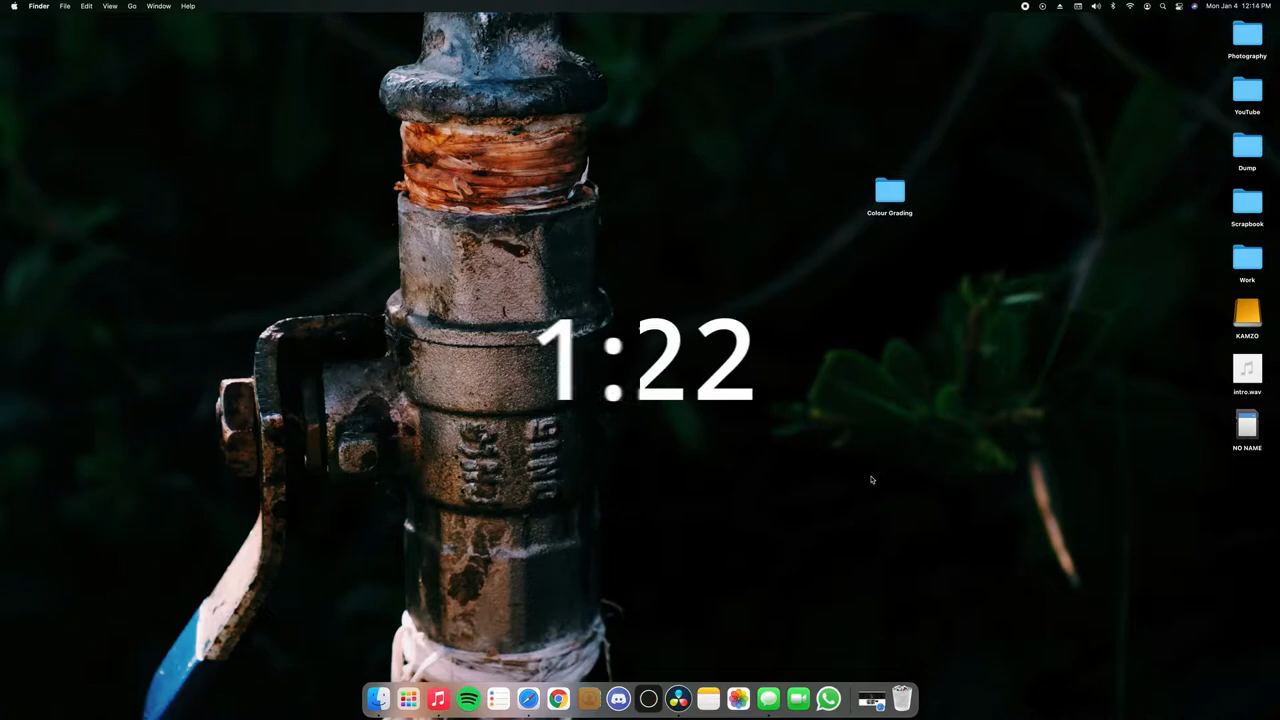 Finder File Edit View Go Window Help
Mon Jan 4 12:14 PM
Photography
YouTube
Dump
Colour Grading
Scrapbook
Work
KAMZO
1:22
intro.wav
NO NAME